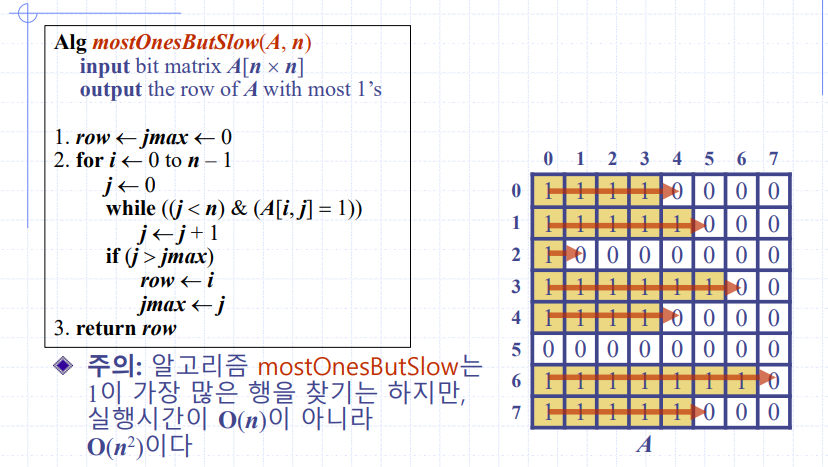 Alg mostOnesButSlow(A, n)
input bit matrix A[n × n]
output the row of A with most 1's
1. row ← jmax ← 0
2. for i ← 0 to n – 1
j ← 0
while ((j < n) & (A[i, j] = 1))
j ← j + 1
if (j > jmax)
row ← i
jmax ← j
3. return row
주의: 알고리즘 mostOnesButSlow는
1이 가장 많은 행을 찾기는 하지만,
실행시간이 O(n)이 아니라
O(n²)이다
0 1 2 3 4 5 6 7
0 1 1 1 1 0 0 0 0
1 1 1 1 1 1 0 0 0
2 1 0 0 0 0 0 0 0
3 1 1 1 1 1 1 0 0
4 1 1 1 1 0 0 0 0
5 0 0 0 0 0 0 0 0
6 1 1 1 1 1 1 1 0
7 1 1 1 1 1 0 0 0
A